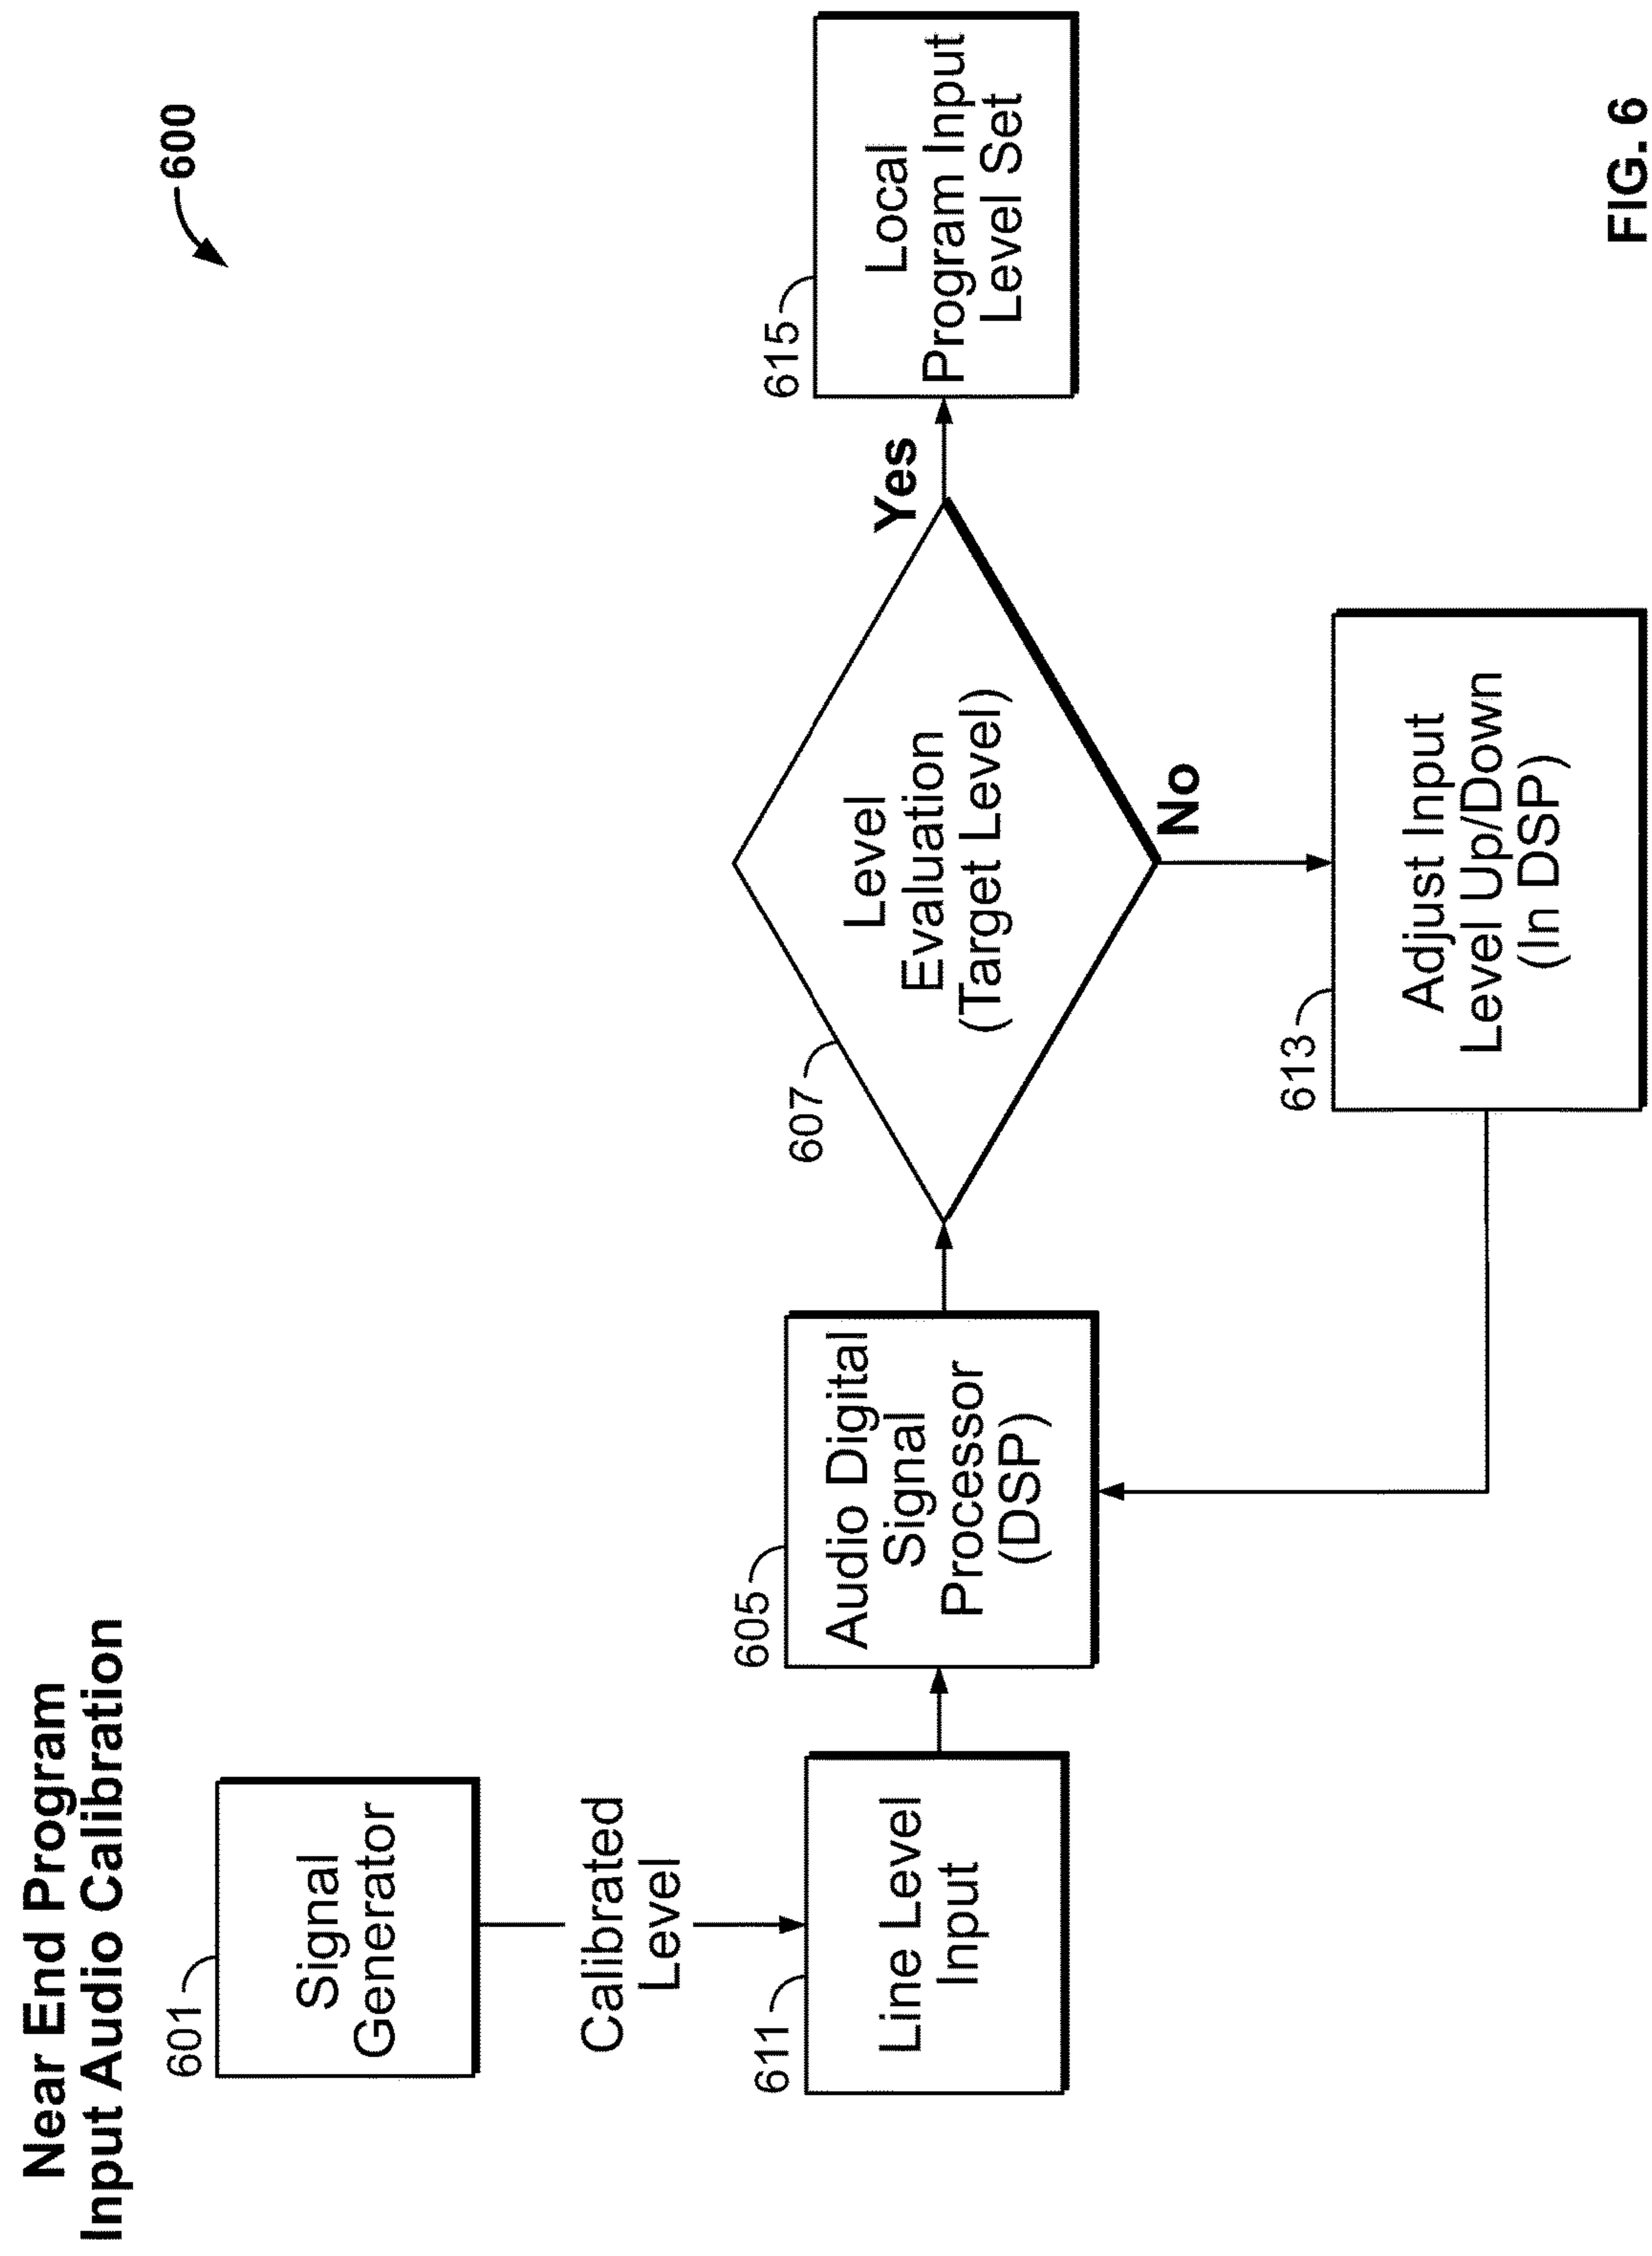 Near End Program
Input Audio Calibration
600
601
Signal
Generator
Calibrated
Level
611
Line Level
Input
605
Audio Digital
Signal
Processor
(DSP)
607
Level
Evaluation
(Target Level)
Yes
No
615
Local
Program Input
Level Set
613
Adjust Input
Level Up/Down
(In DSP)
FIG. 6